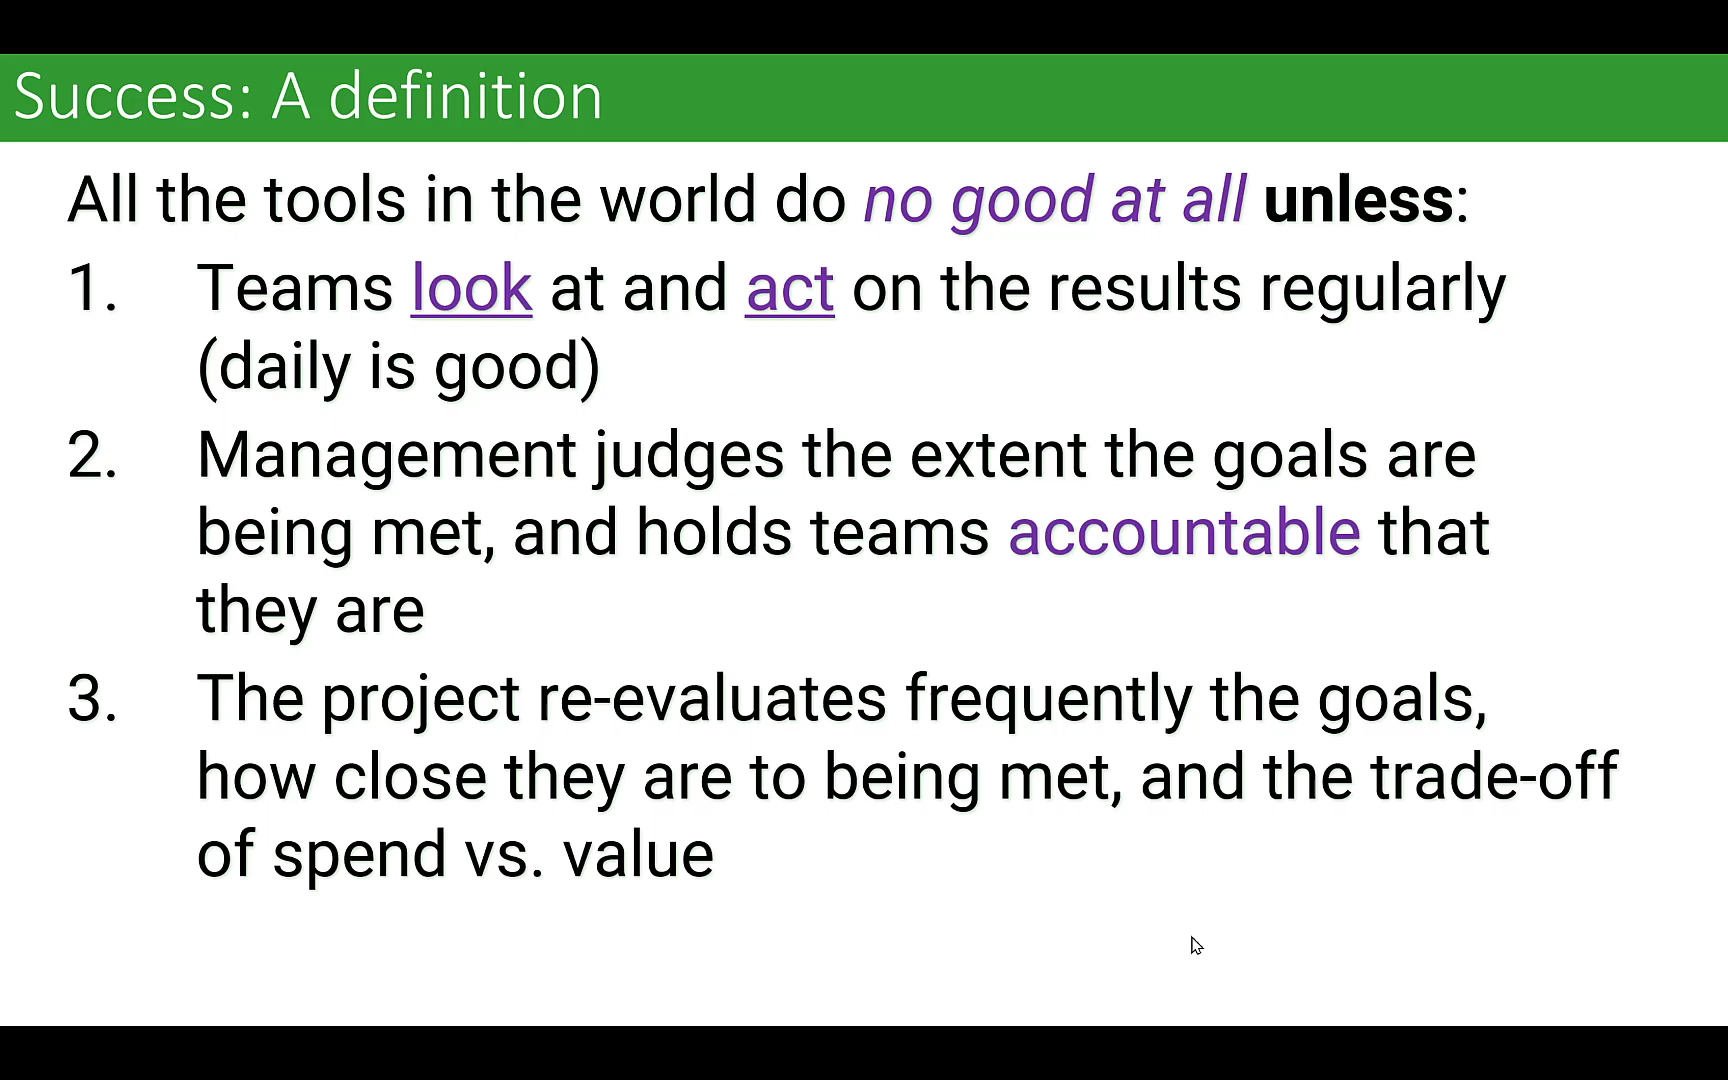 Success: A definition
All the tools in the world do no good at all unless:
1. Teams look at and act on the results regularly
(daily is good)
2. Management judges the extent the goals are
being met, and holds teams accountable that
they are
3. The project re-evaluates frequently the goals,
how close they are to being met, and the trade-off
of spend vs. value